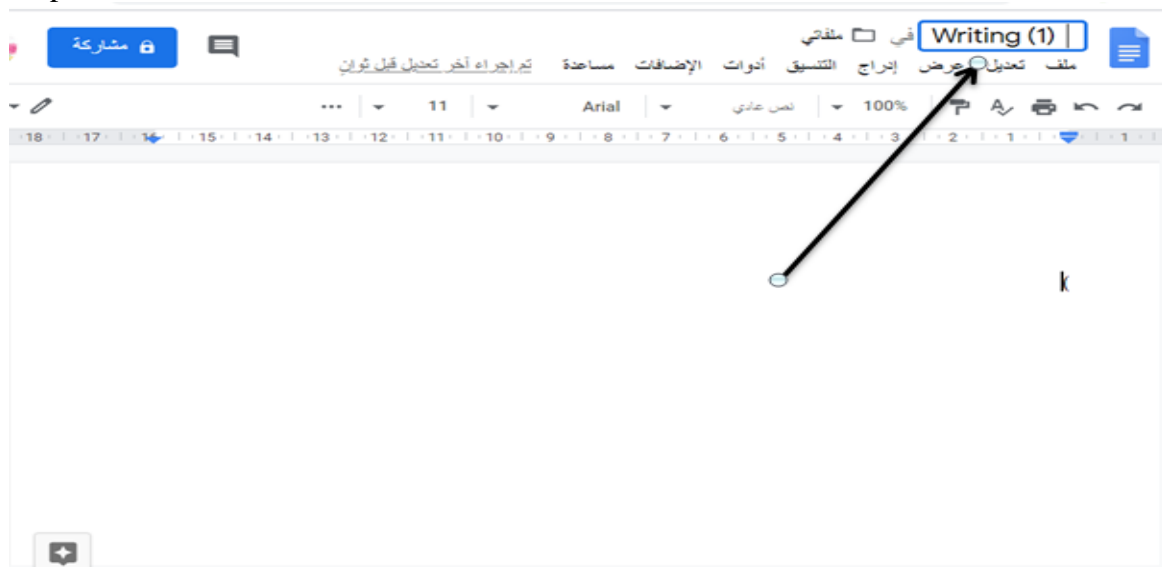 Writing (1) في ملفاتي
مشاركة
ملف تعديل عرض إدراج التنسيق أدوات الإضافات مساعدة تم إجراء آخر تعديل قبل ثوانٍ
100% نص عادي Arial 11 ...
18 17 16 15 14 13 12 11 10 9 8 7 6 5 4 3 2 1 1
k